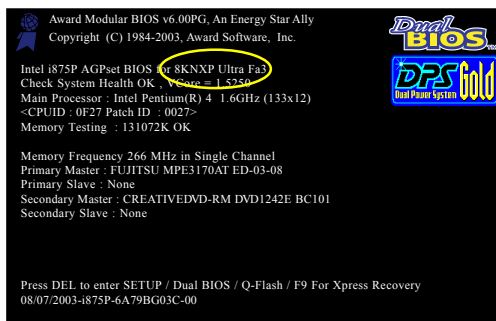 Award Modular BIOS v6.00PG, An Energy Star Ally
Copyright (C) 1984-2003, Award Software, Inc.
Dual
BIOS
TM
Intel i875P AGPset BIOS for 8KNXP Ultra Fa3
Check System Health OK , VCore = 1.5250
Main Processor : Intel Pentium(R) 4 1.6GHz (133x12)
<CPUID : 0F27 Patch ID : 0027>
Memory Testing : 131072K OK
DPS Gold
Dual Power System
Memory Frequency 266 MHz in Single Channel
Primary Master : FUJITSU MPE3170AT ED-03-08
Primary Slave : None
Secondary Master : CREATIVEDVD-RM DVD1242E BC101
Secondary Slave : None
Press DEL to enter SETUP / Dual BIOS / Q-Flash / F9 For Xpress Recovery
08/07/2003-i875P-6A79BG03C-00